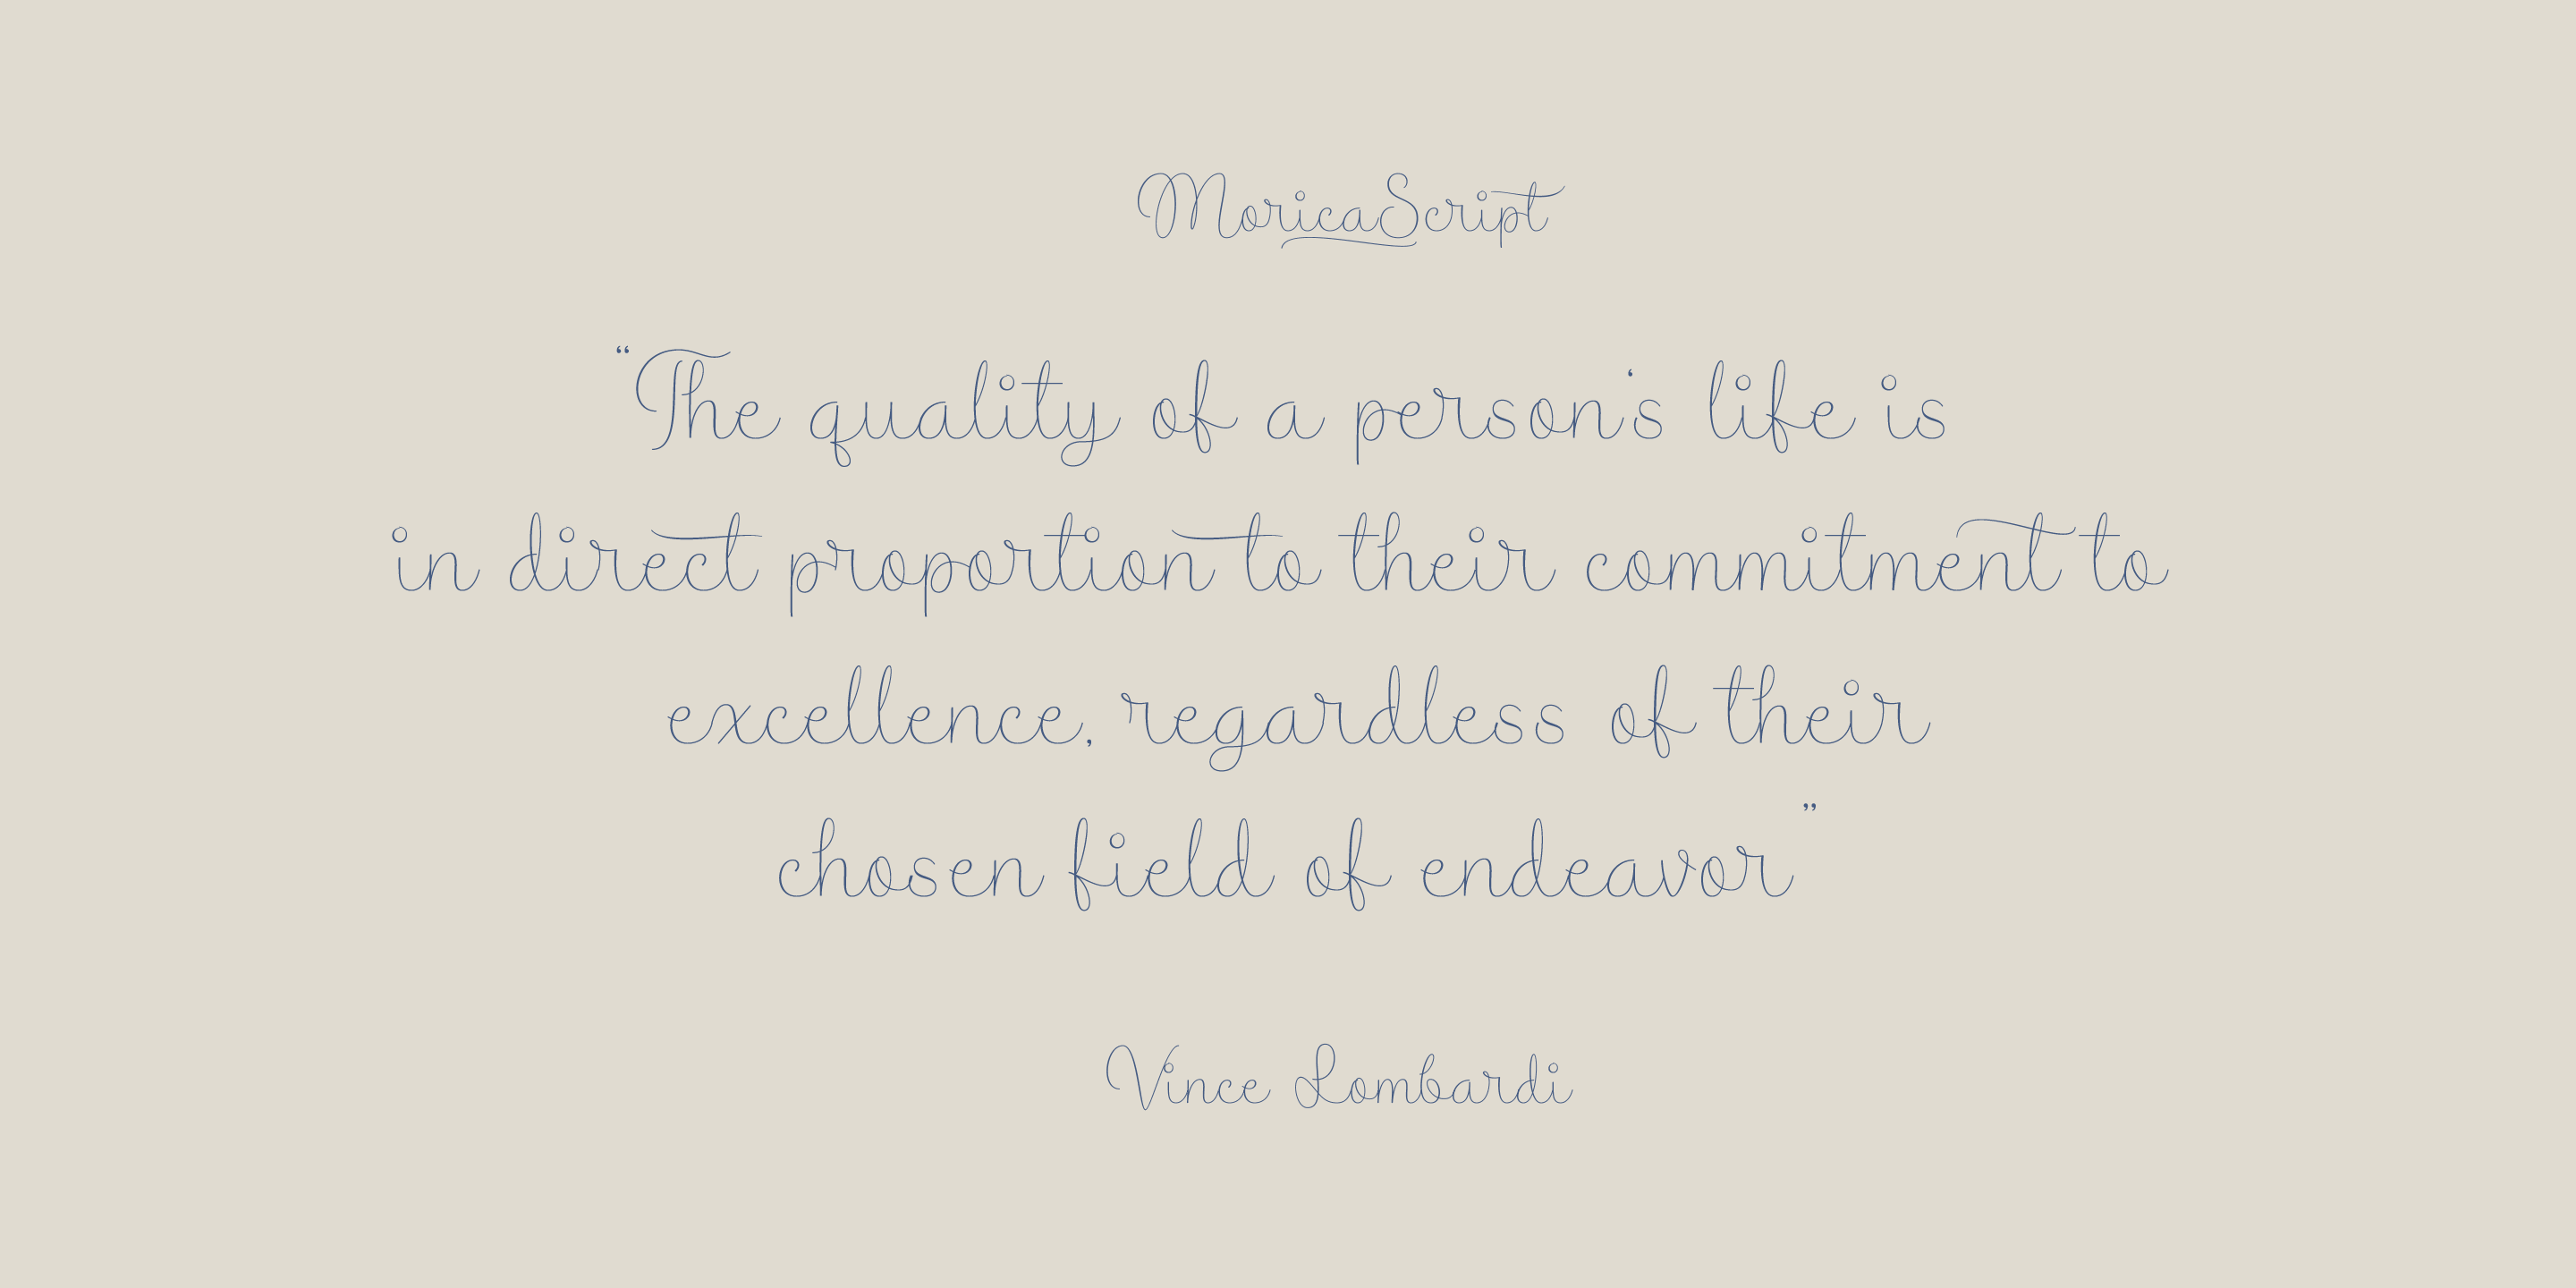 MoricaScript
“The quality of a person‘s life is
in direct proportion to their commitment to
excellence, regardless of their
chosen field of endeavor”
Vince Lombardi